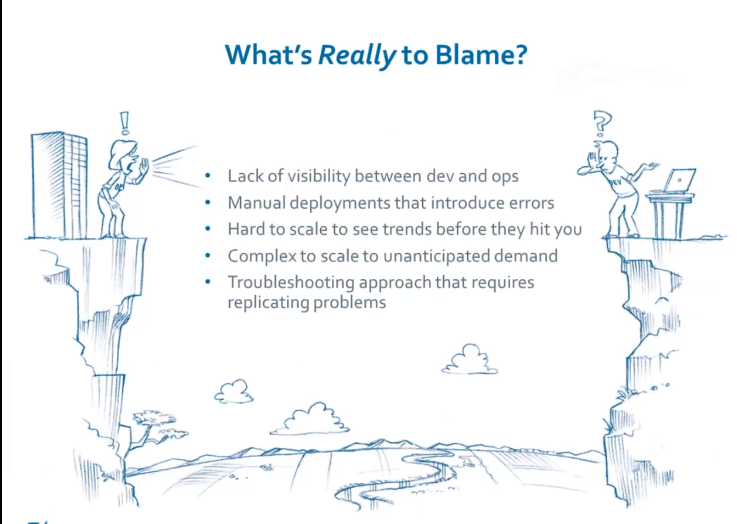 What's Really to Blame?
!
?
• Lack of visibility between dev and ops
• Manual deployments that introduce errors
• Hard to scale to see trends before they hit you
• Complex to scale to unanticipated demand
• Troubleshooting approach that requires
replicating problems